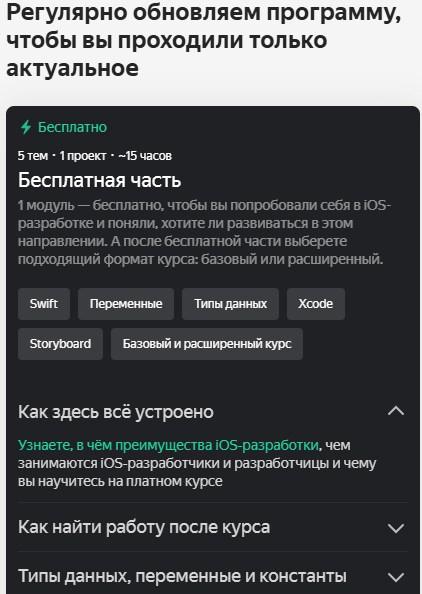 Регулярно обновляем программу,
чтобы вы проходили только
актуальное
Бесплатно
5 тем · 1 проект · ~15 часов
Бесплатная часть
1 модуль — бесплатно, чтобы вы попробовали себя в iOS-
разработке и поняли, хотите ли развиваться в этом
направлении. А после бесплатной части выберете
подходящий формат курса: базовый или расширенный.
Swift Переменные Типы данных Xcode
Storyboard Базовый и расширенный курс
Как здесь всё устроено
Узнаете, в чём преимущества iOS-разработки, чем
занимаются iOS-разработчики и разработчицы и чему
вы научитесь на платном курсе
Как найти работу после курса
Типы данных, переменные и константы